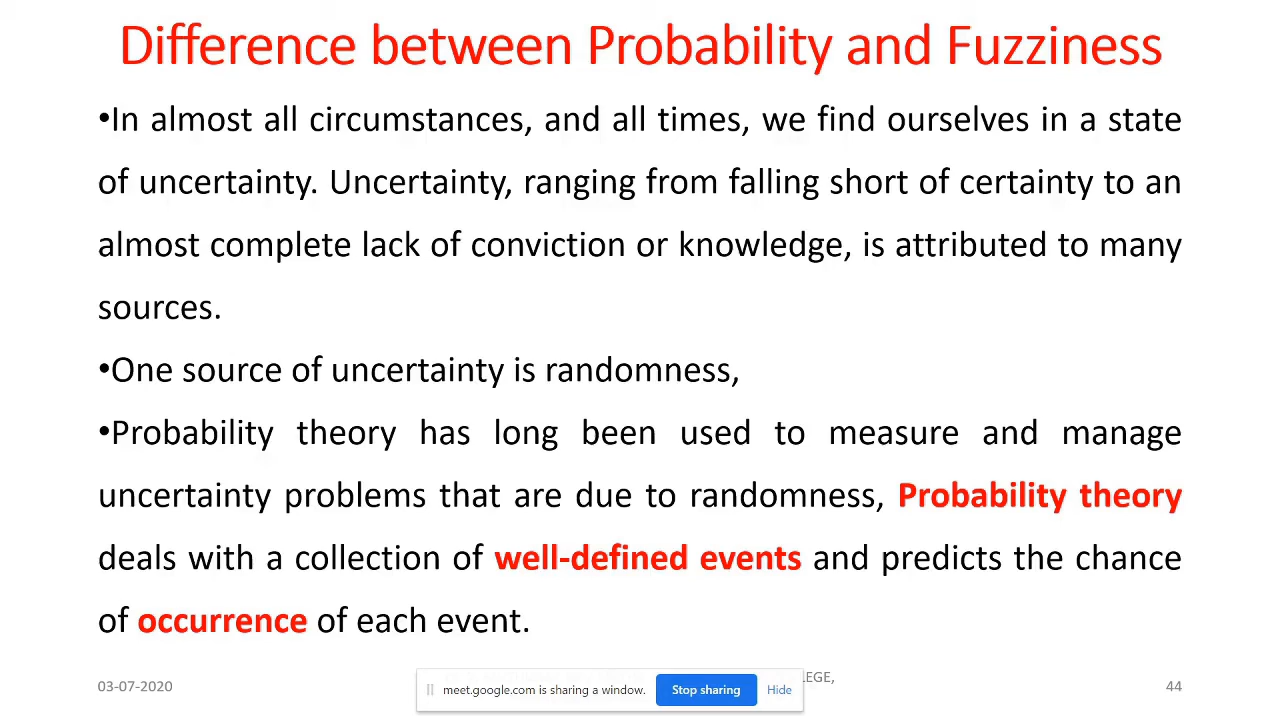 Difference between Probability and Fuzziness
•In almost all circumstances, and all times, we find ourselves in a state
of uncertainty. Uncertainty, ranging from falling short of certainty to an
almost complete lack of conviction or knowledge, is attributed to many
sources.
•One source of uncertainty is randomness,
•Probability theory has long been used to measure and manage
uncertainty problems that are due to randomness, Probability theory
deals with a collection of well-defined events and predicts the chance
of occurrence of each event.
03-07-2020
meet.google.com is sharing a window. Stop sharing Hide
44